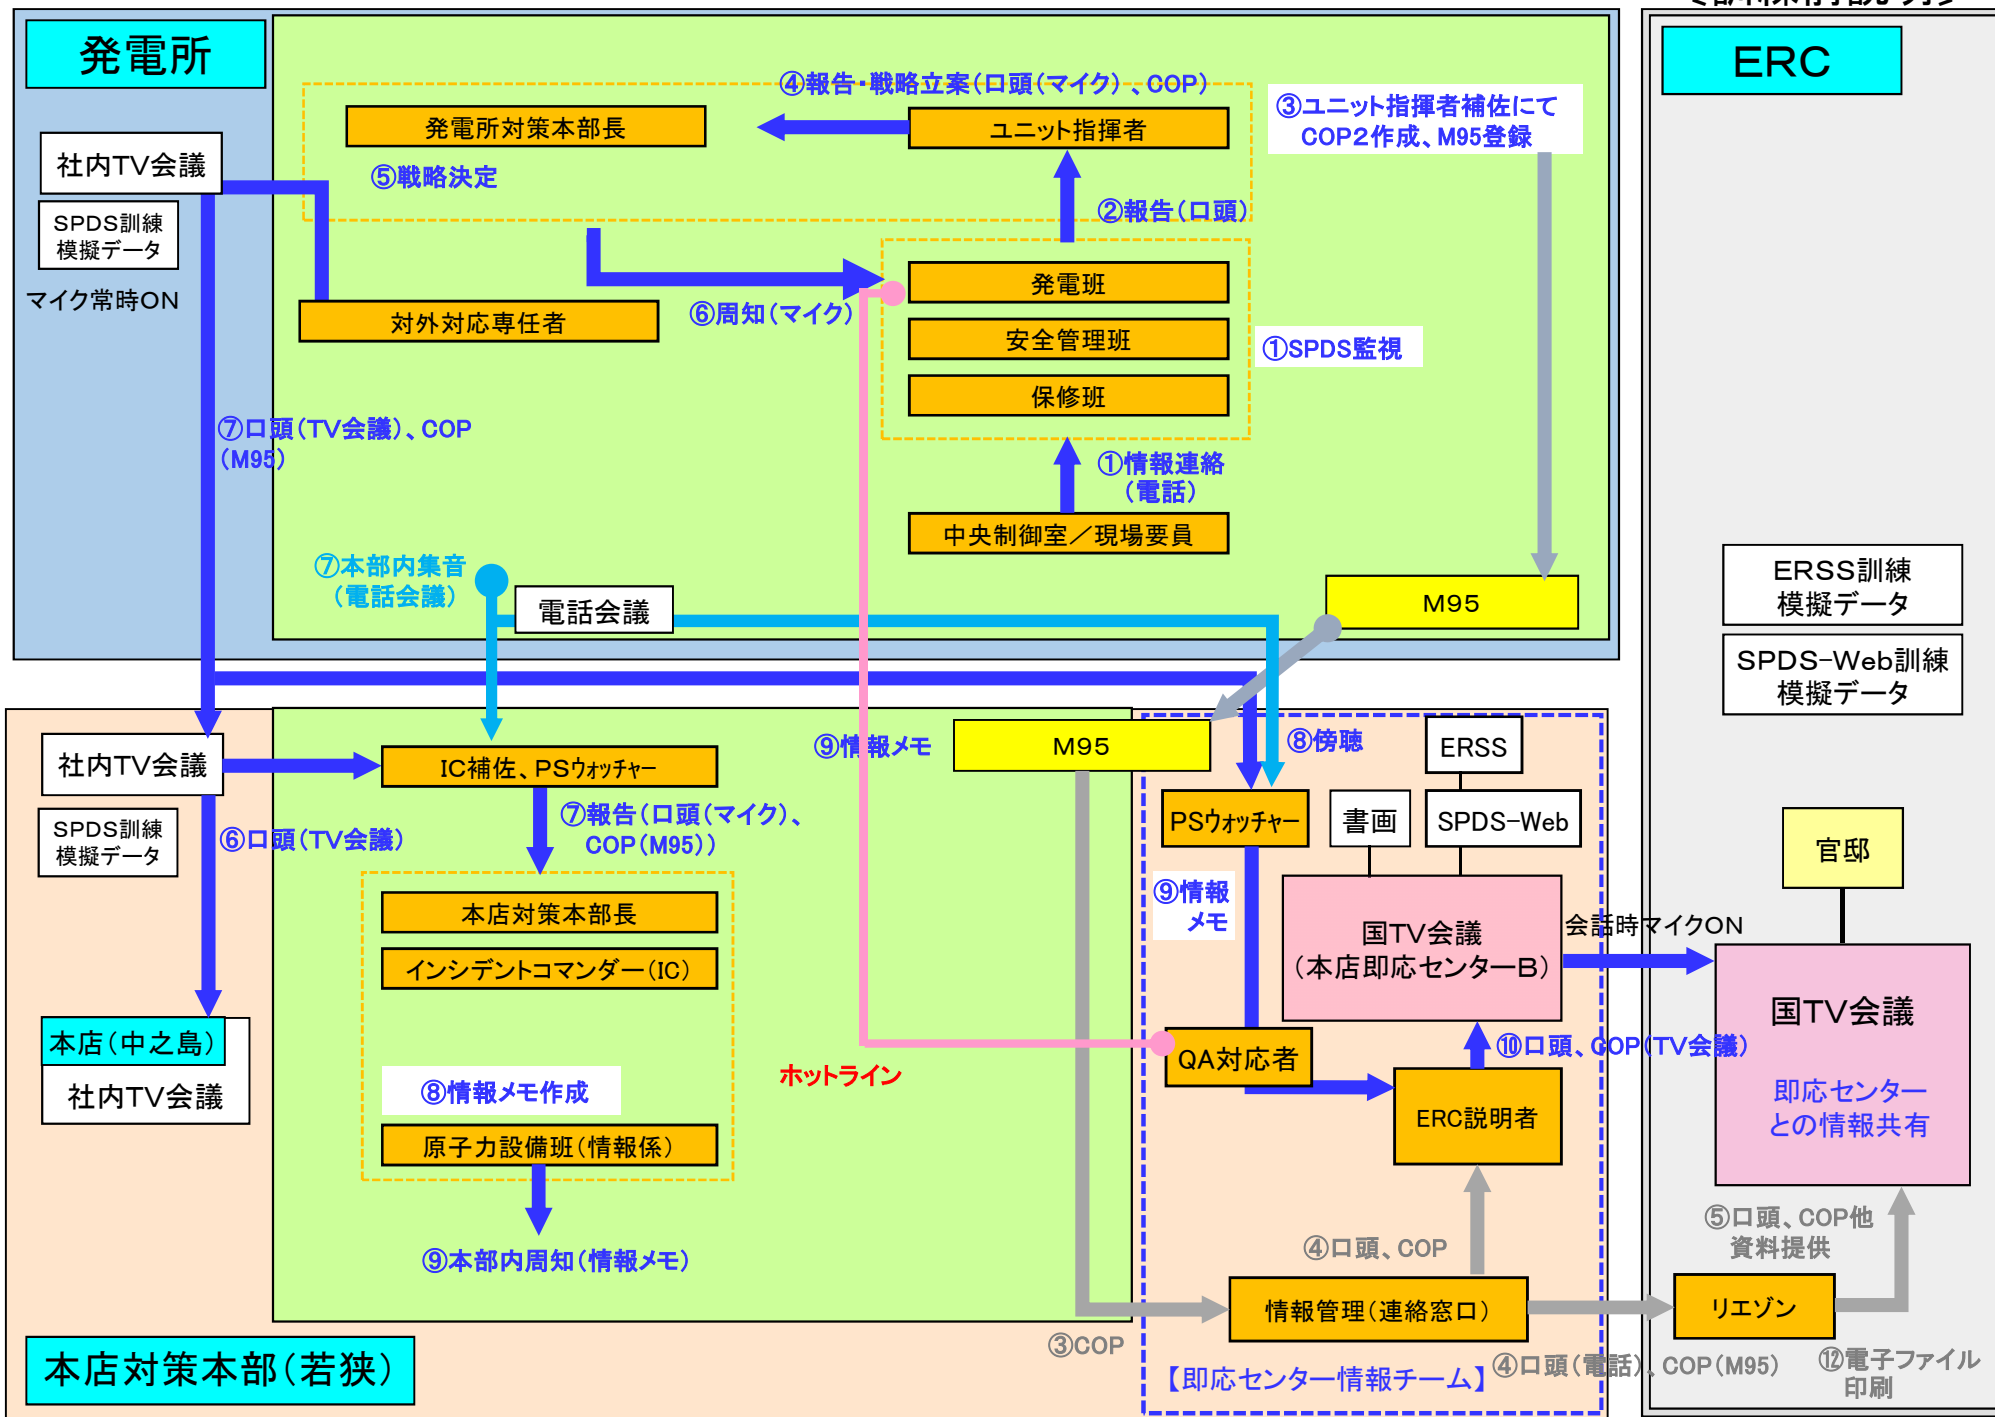 発電所
④報告・戦略立案(口頭(マイク)、COP)
発電所対策本部長
ユニット指揮者
③ユニット指揮者補佐にて
COP2作成、M95登録
⑤戦略決定
②報告(口頭)
社内TV会議
SPDS訓練
模擬データ
マイク常時ON
対外対応専任者
⑥周知(マイク)
発電班
安全管理班
保修班
①SPDS監視
①情報連絡
(電話)
中央制御室／現場要員
⑦口頭(TV会議)、COP
(M95)
⑦本部内集音
(電話会議)
電話会議
M95
ERC
ERSS訓練
模擬データ
SPDS-Web訓練
模擬データ
官邸
国TV会議
即応センター
との情報共有
⑤口頭、COP他
資料提供
リエゾン
⑫電子ファイル
印刷
社内TV会議
SPDS訓練
模擬データ
⑥口頭(TV会議)
本店(中之島)
社内TV会議
本店対策本部(若狭)
IC補佐、PSウォッチャー
⑦報告(口頭(マイク)、
COP(M95))
本店対策本部長
インシデントコマンダー(IC)
⑧情報メモ作成
原子力設備班(情報係)
⑨本部内周知(情報メモ)
⑨情報メモ
M95
ホットライン
③COP
⑧傍聴
ERSS
PSウォッチャー
書画
SPDS-Web
⑨情報
メモ
国TV会議
(本店即応センターB)
会話時マイクON
QA対応者
⑩口頭、COP(TV会議)
ERC説明者
④口頭、COP
情報管理(連絡窓口)
【即応センター情報チーム】
④口頭(電話)、COP(M95)